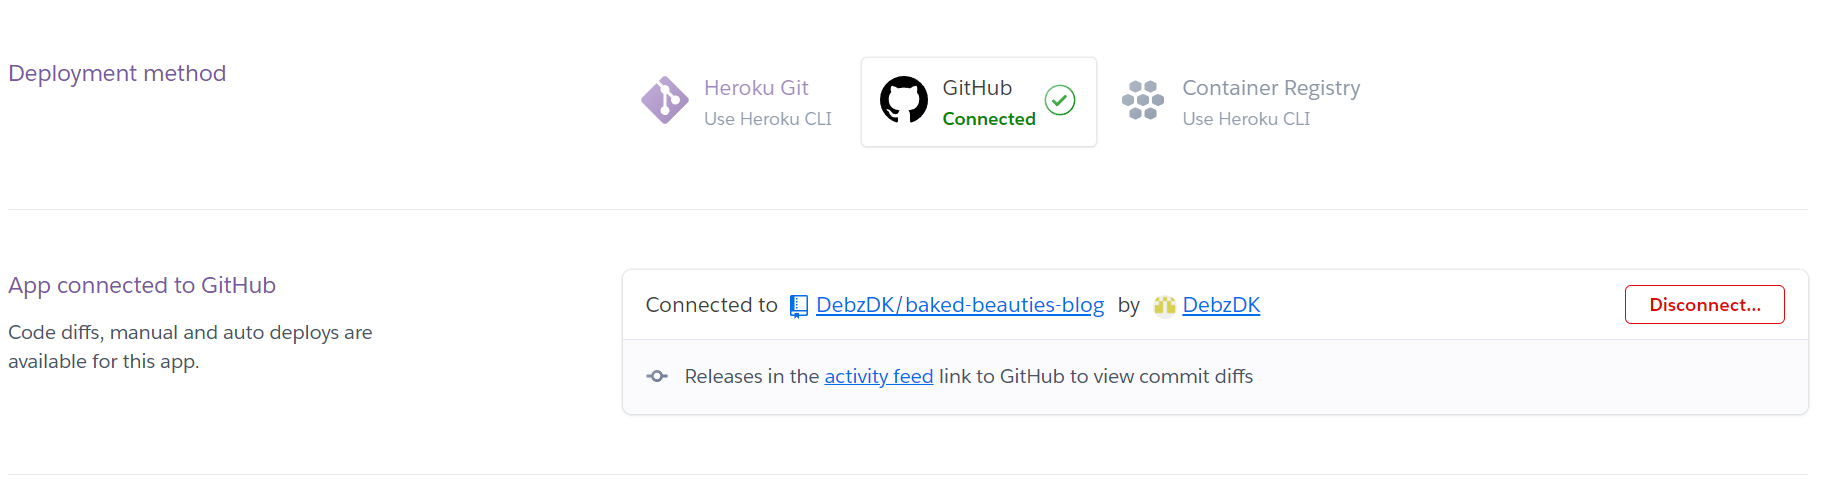 Deployment method
Heroku Git
Use Heroku CLI
GitHub
Connected
Container Registry
Use Heroku CLI
App connected to GitHub
Code diffs, manual and auto deploys are
available for this app.
Connected to DebzDK/baked-beauties-blog by DebzDK
Disconnect...
Releases in the activity feed link to GitHub to view commit diffs